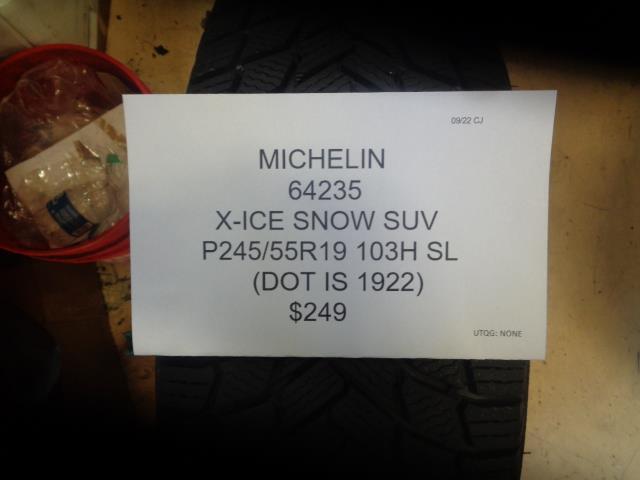 09/22 CJ
MICHELIN
64235
X-ICE SNOW SUV
P245/55R19 103H SL
(DOT IS 1922)
$249
UTQG: NONE